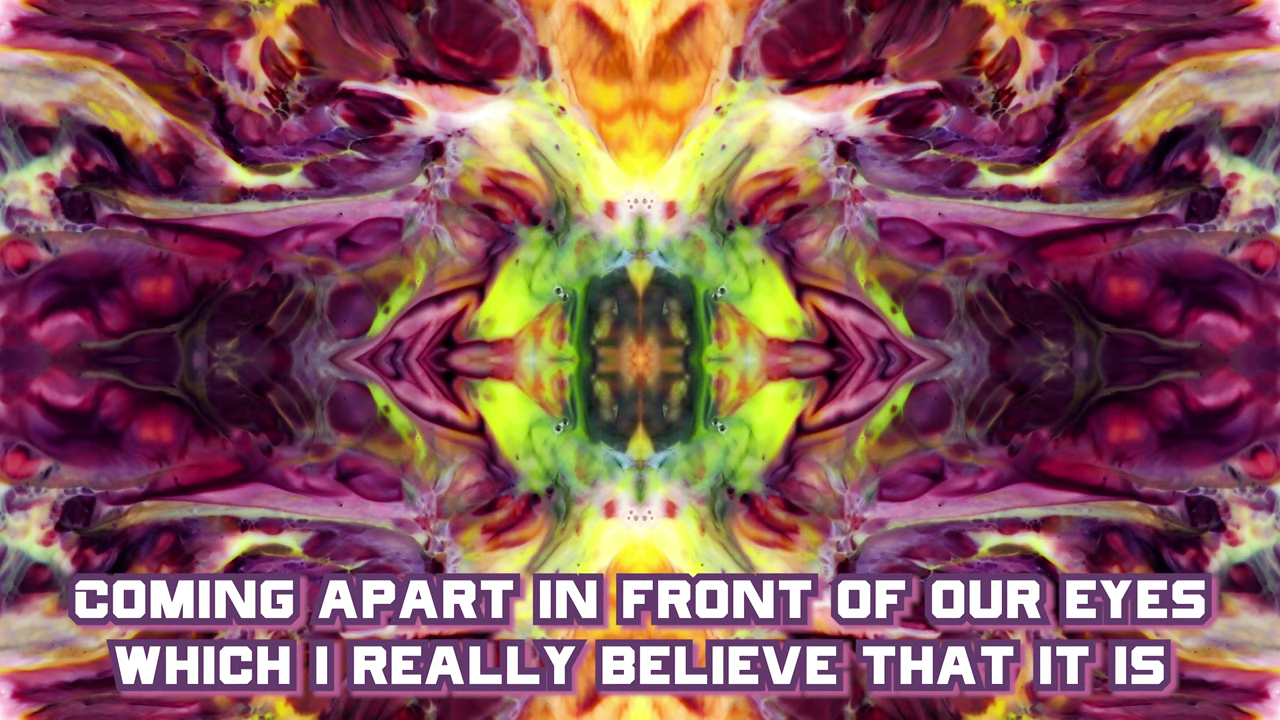 COMING APART IN FRONT OF OUR EYES
WHICH I REALLY BELIEVE THAT IT IS